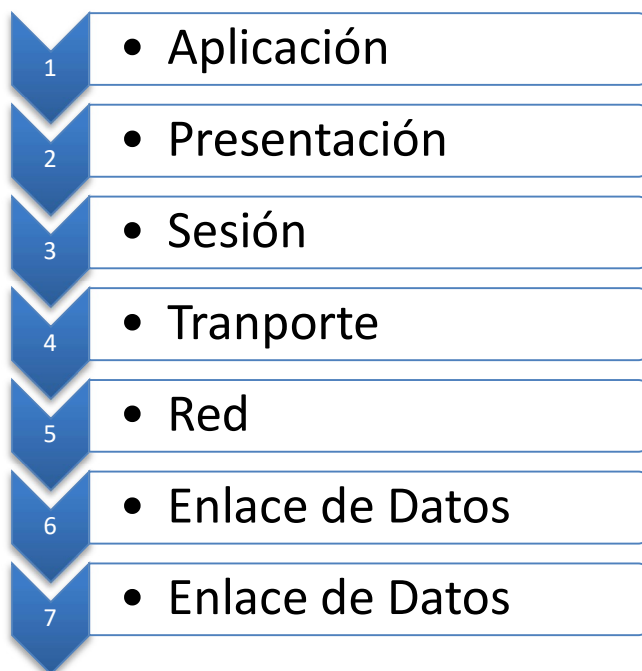 1 • Aplicación
2 • Presentación
3 • Sesión
4 • Tranporte
5 • Red
6 • Enlace de Datos
7 • Enlace de Datos